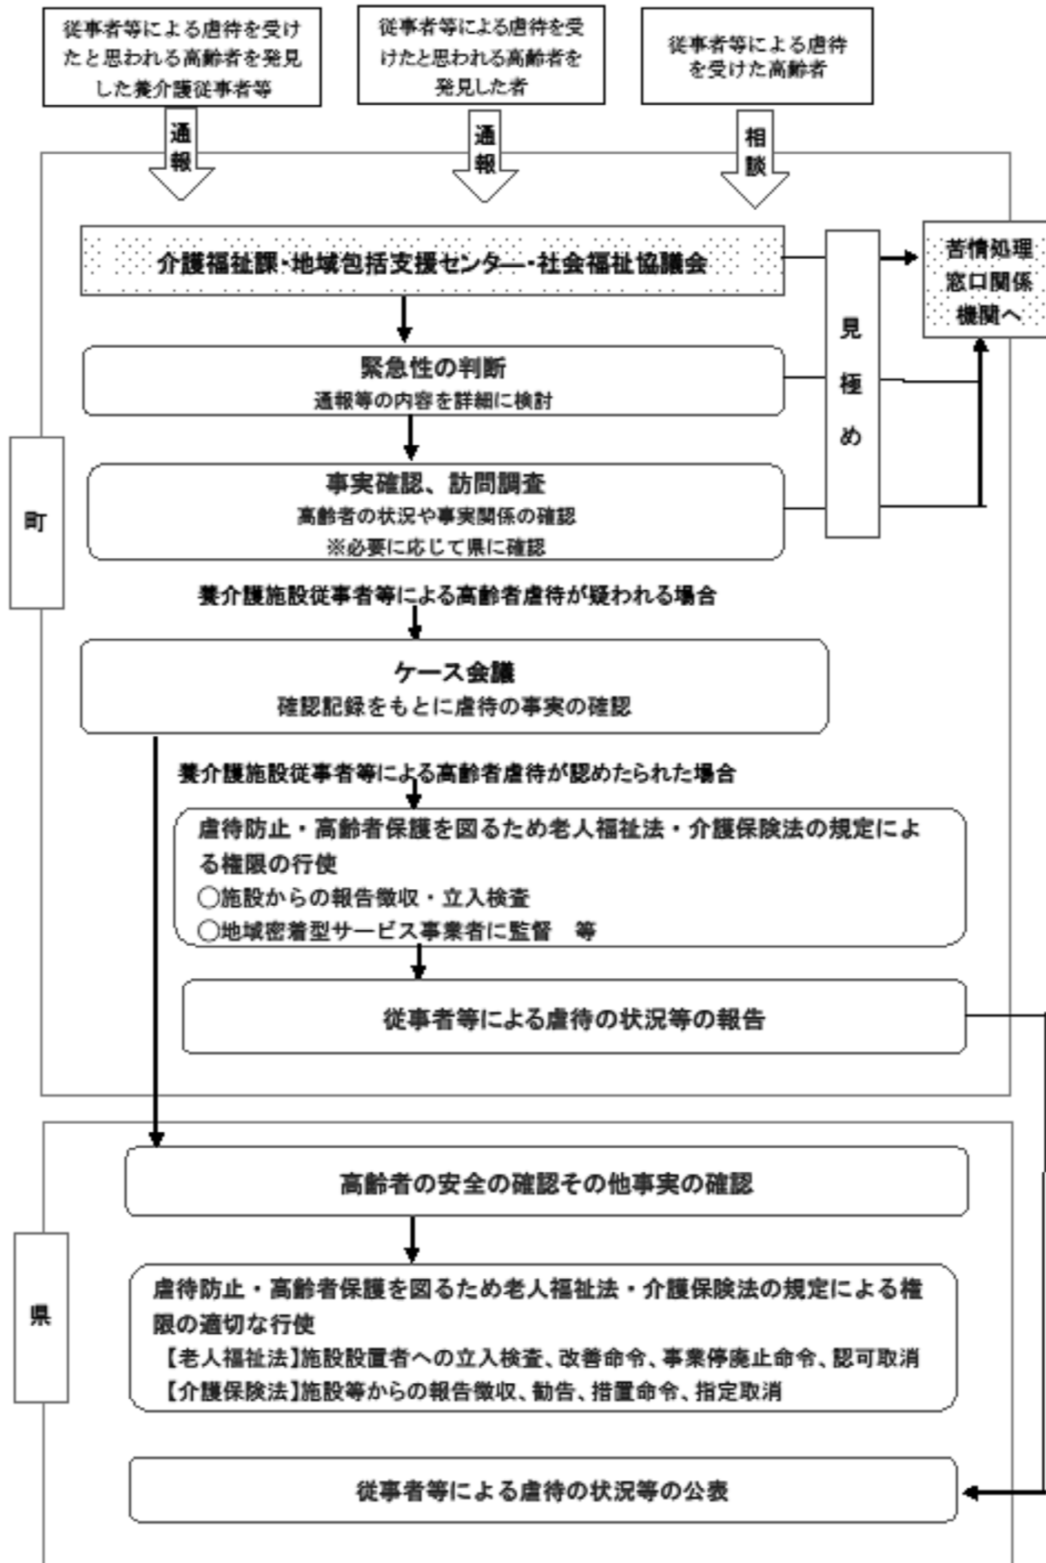 従事者等による虐待を受け
たと思われる高齢者を発見
した養介護従事者等
従事者等による虐待を受
けたと思われる高齢者を
発見した者
従事者等による虐待
を受けた高齢者
通報
通報
相談
介護福祉課・地域包括支援センター・社会福祉協議会
見極め
苦情処理
窓口関係
機関へ
緊急性の判断
通報等の内容を詳細に検討
事実確認、訪問調査
高齢者の状況や事実関係の確認
※必要に応じて県に確認
町
養介護施設従事者等による高齢者虐待が疑われる場合
ケース会議
確認記録をもとに虐待の事実の確認
養介護施設従事者等による高齢者虐待が認めたられた場合
虐待防止・高齢者保護を図るため老人福祉法・介護保険法の規定によ
る権限の行使
○施設からの報告徴収・立入検査
○地域密着型サービス事業者に監督　等
従事者等による虐待の状況等の報告
高齢者の安全の確認その他事実の確認
県
虐待防止・高齢者保護を図るため老人福祉法・介護保険法の規定による権
限の適切な行使
【老人福祉法】施設設置者への立入検査、改善命令、事業停廃止命令、認可取消
【介護保険法】施設等からの報告徴収、勧告、措置命令、指定取消
従事者等による虐待の状況等の公表